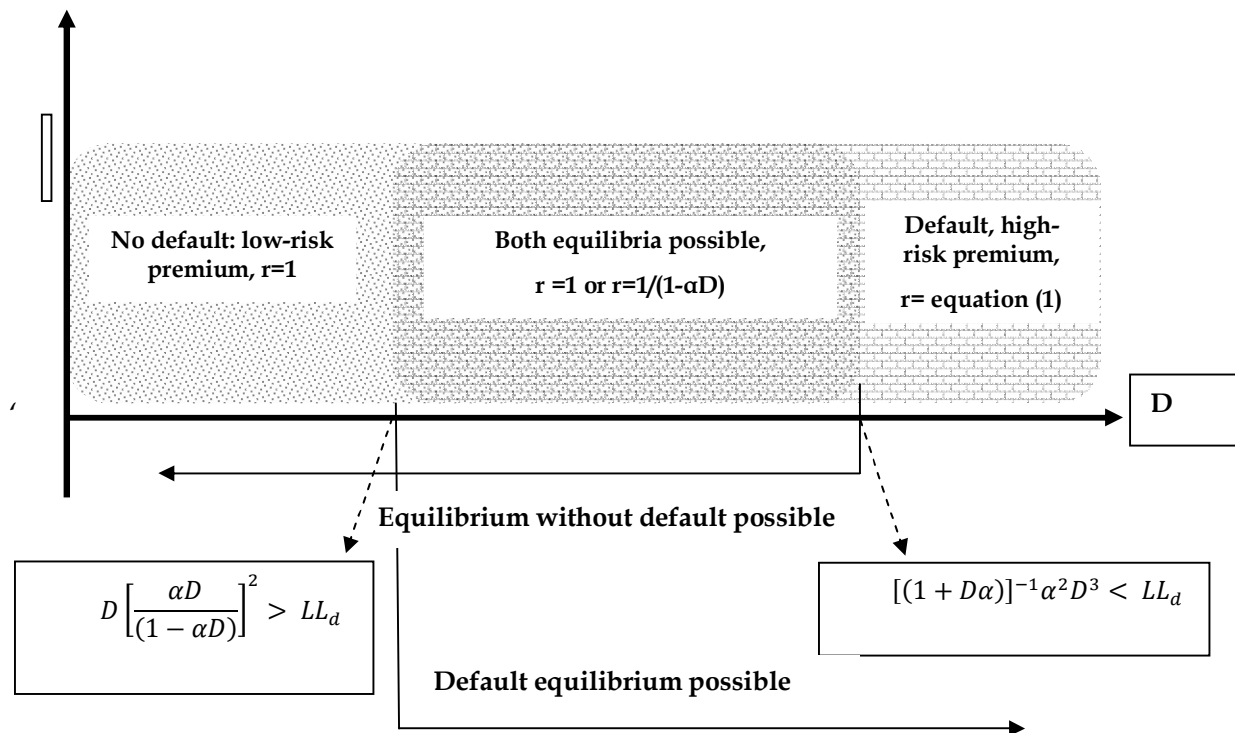 No default: low-risk
premium, r=1
Both equilibria possible,
r =1 or r=1/(1-αD)
Default, high-
risk premium,
r= equation (1)
‘
D
Equilibrium without default possible
D [αD/(1 − αD)]² > LL_d
[(1 + Dα)]⁻¹α²D³ < LL_d
Default equilibrium possible